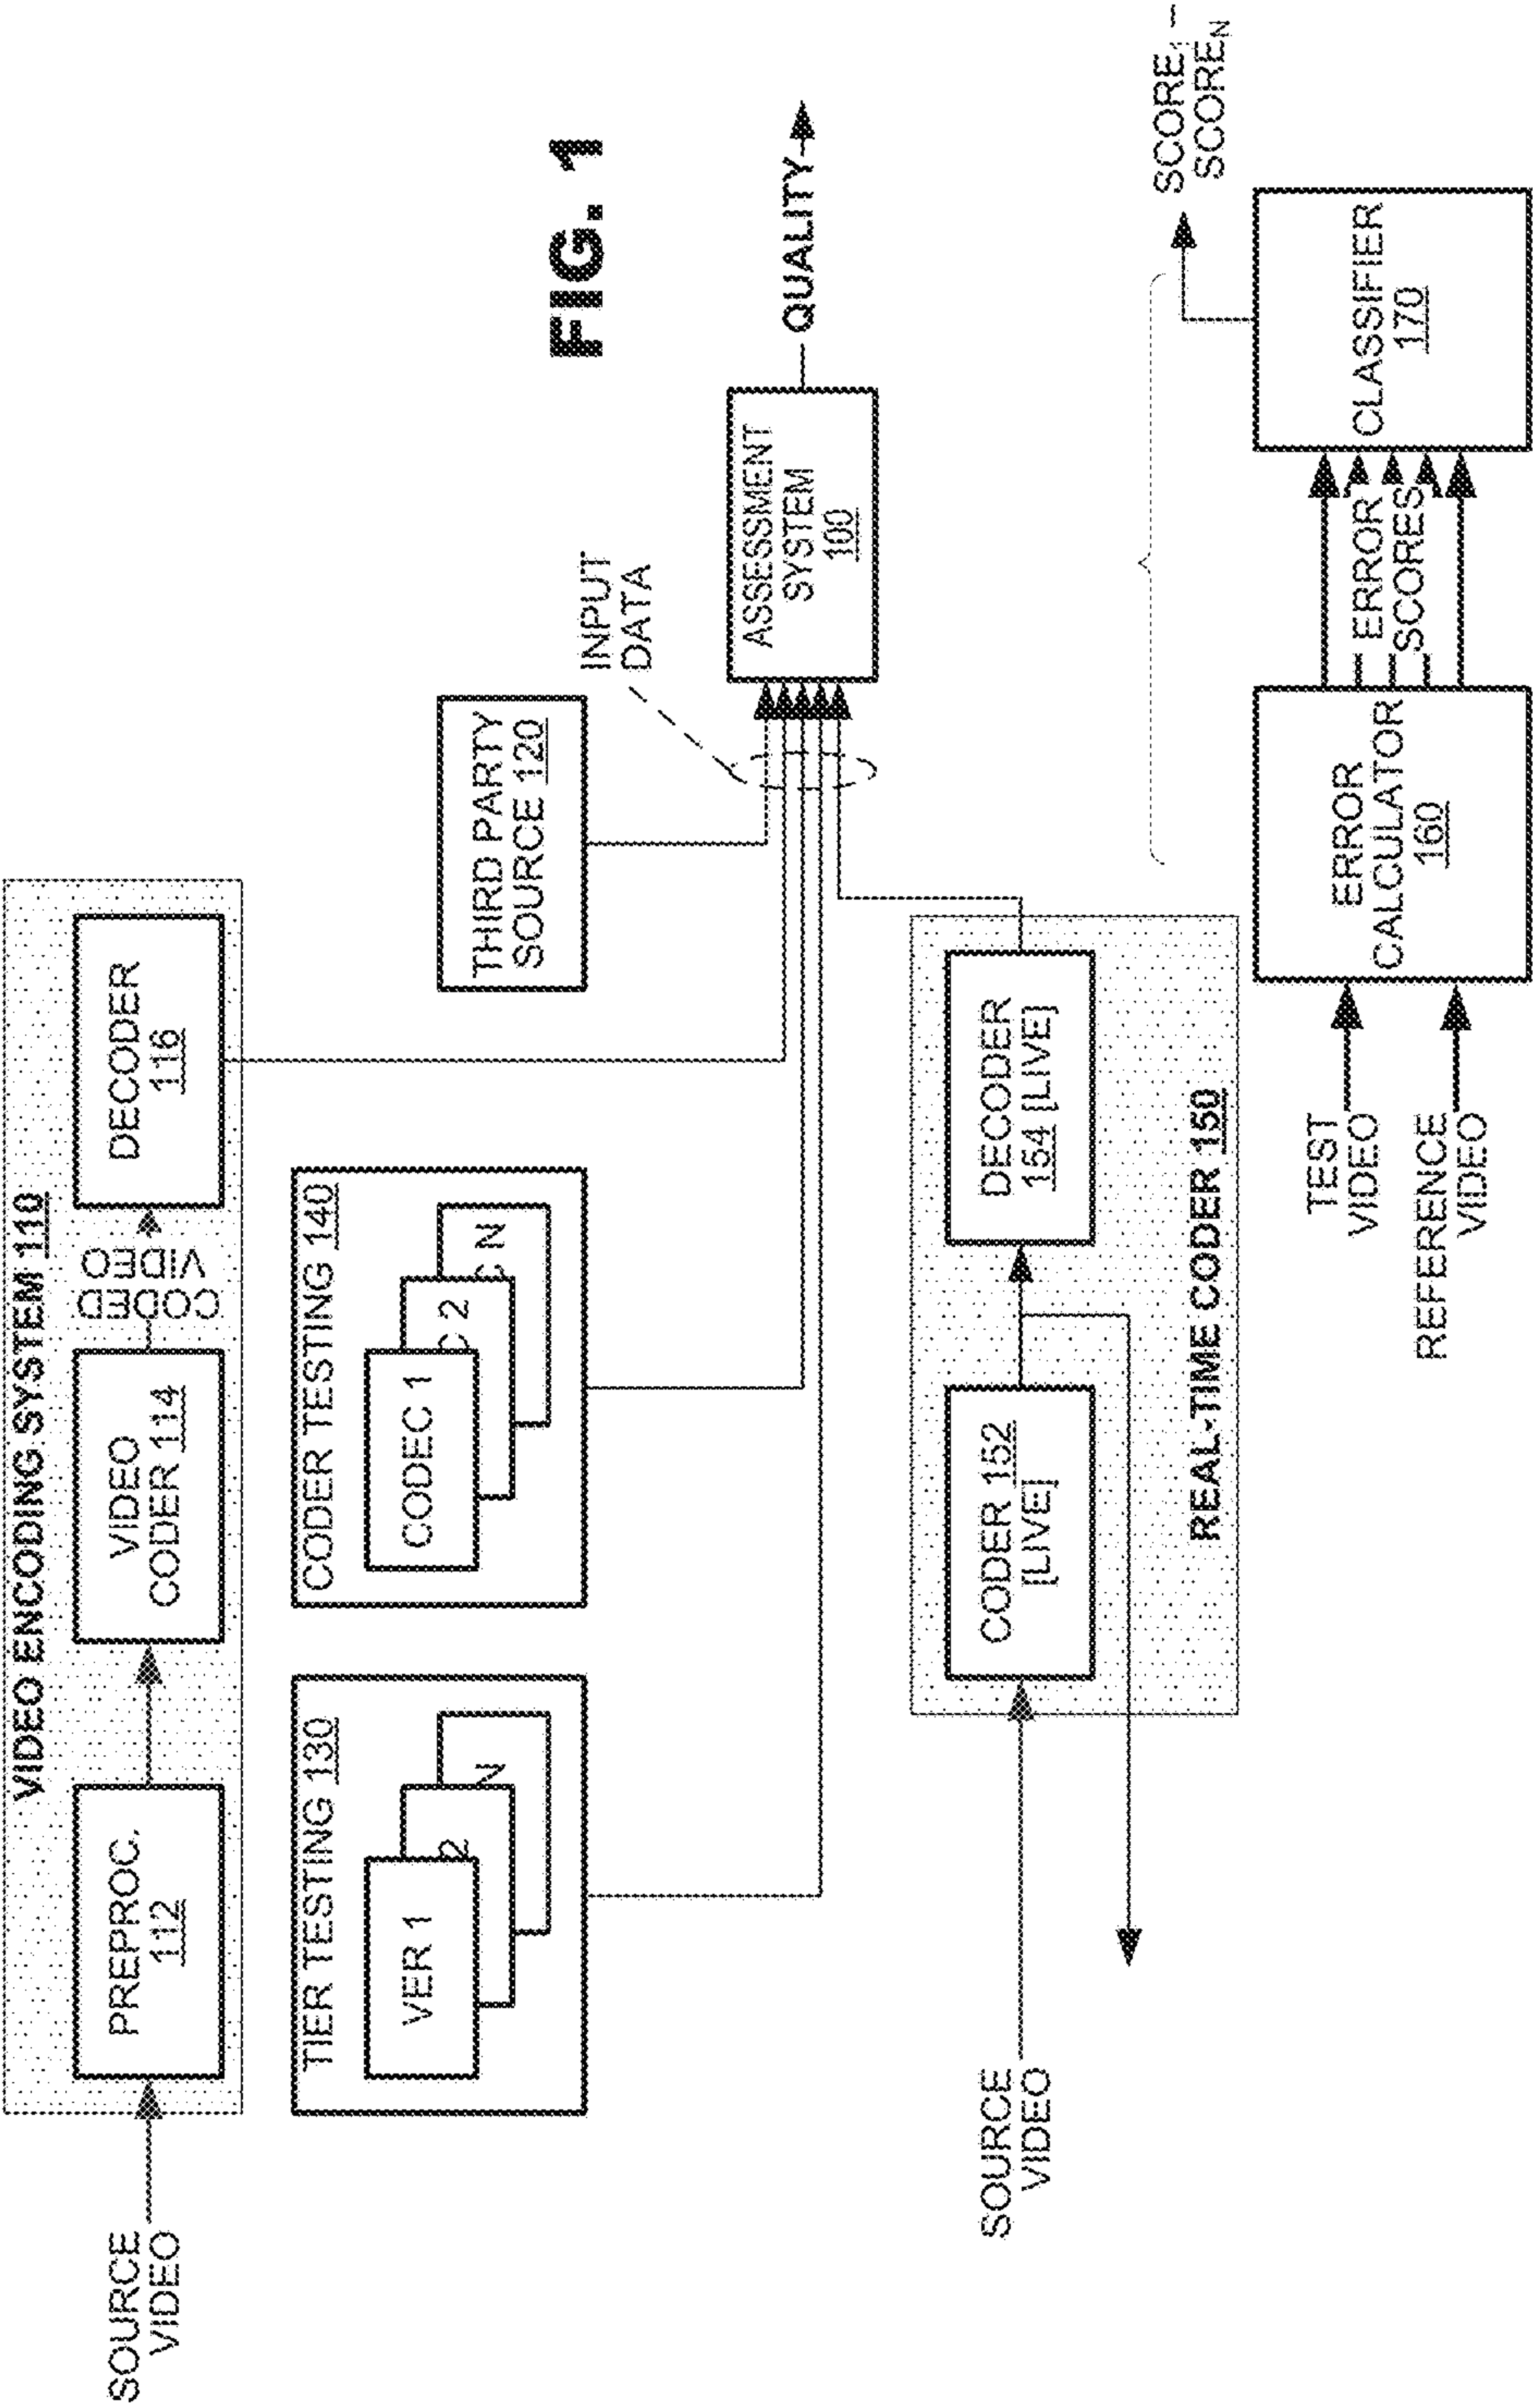 VIDEO ENCODING SYSTEM 110
SOURCE
VIDEO
PREPROC.
112
VIDEO
CODER 114
CODED
VIDEO
DECODER
116
TIER TESTING 130
VER 1
2
N
CODER TESTING 140
CODEC 1
C 2
C N
THIRD PARTY
SOURCE 120
INPUT
DATA
ASSESSMENT
SYSTEM
100
QUALITY
FIG. 1
SOURCE
VIDEO
CODER 152
[LIVE]
DECODER
154 [LIVE]
REAL-TIME CODER 150
TEST
VIDEO
REFERENCE
VIDEO
ERROR
CALCULATOR
160
ERROR
SCORES
CLASSIFIER
170
SCORE1 –
SCOREN